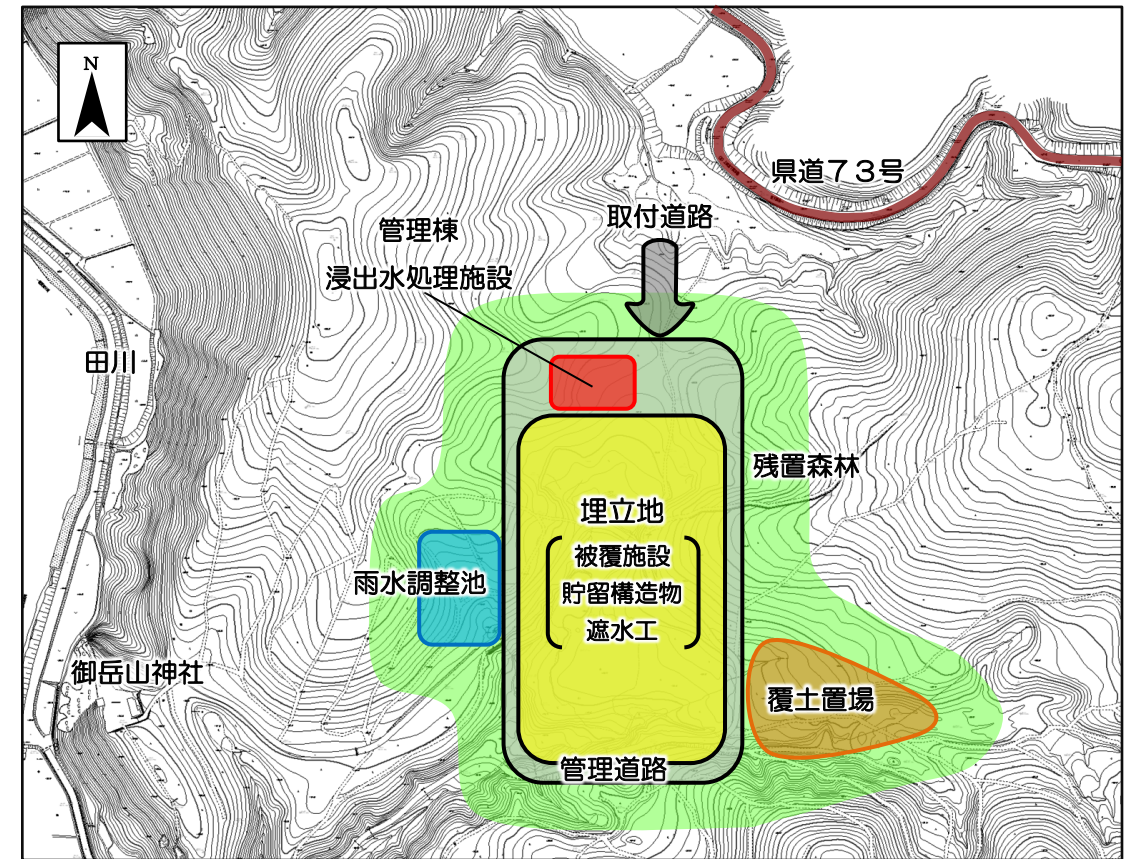 N
県道７３号
取付道路
管理棟
浸出水処理施設
田川
残置森林
埋立地
被覆施設
貯留構造物
遮水工
雨水調整池
御岳山神社
覆土置場
管理道路